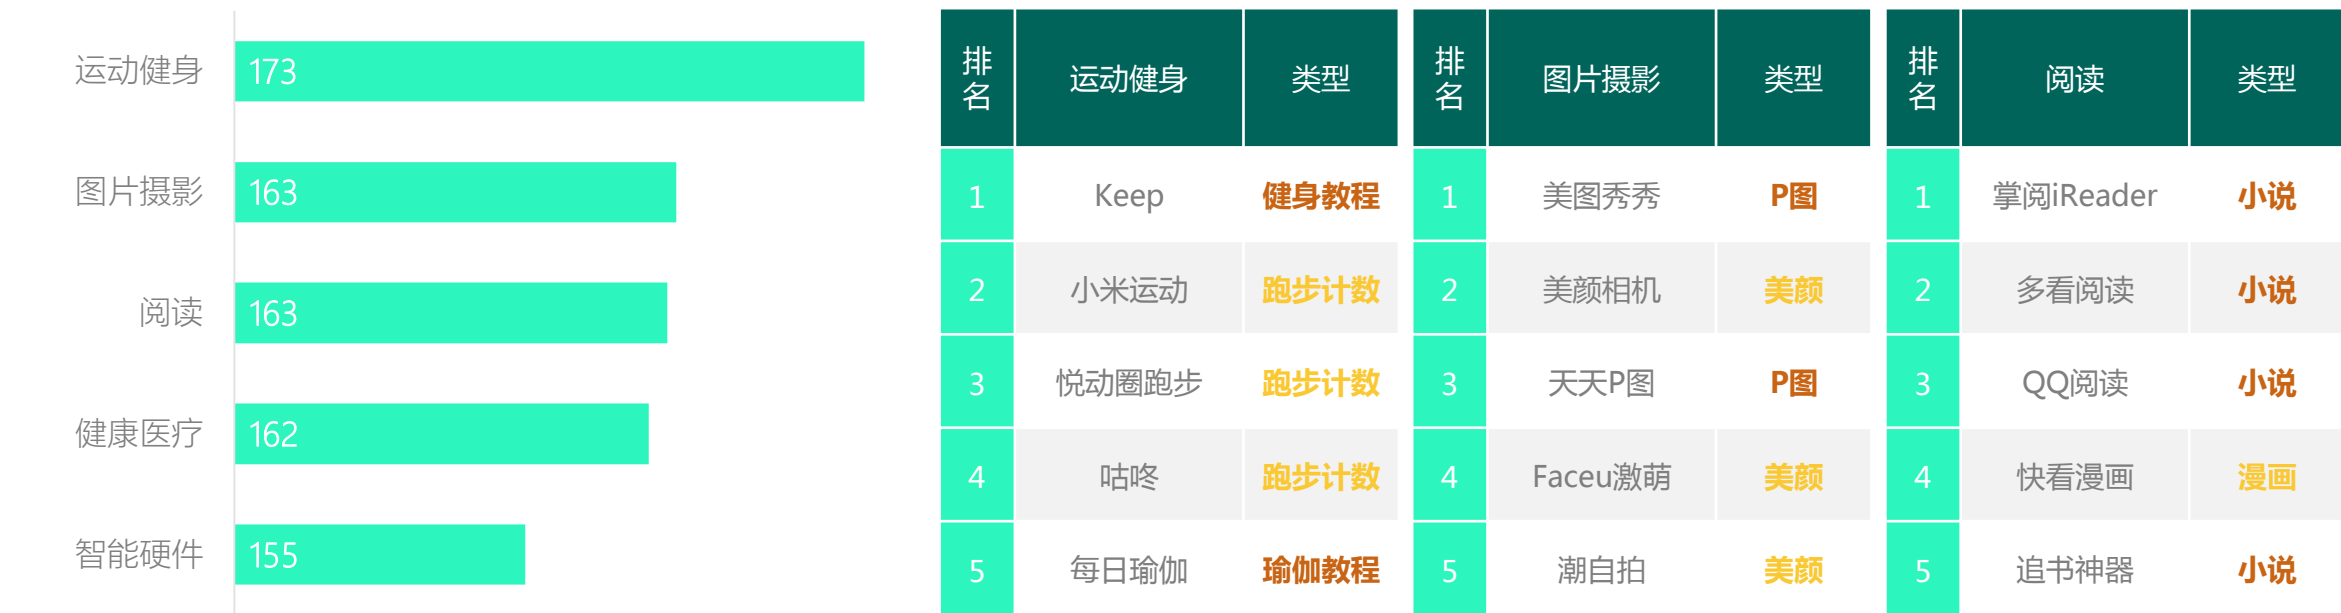 运动健身 173
图片摄影 163
阅读 163
健康医疗 162
智能硬件 155
排名 运动健身 类型
1 Keep 健身教程
2 小米运动 跑步计数
3 悦动圈跑步 跑步计数
4 咕咚 跑步计数
5 每日瑜伽 瑜伽教程
排名 图片摄影 类型
1 美图秀秀 P图
2 美颜相机 美颜
3 天天P图 P图
4 Faceu激萌 美颜
5 潮自拍 美颜
排名 阅读 类型
1 掌阅iReader 小说
2 多看阅读 小说
3 QQ阅读 小说
4 快看漫画 漫画
5 追书神器 小说